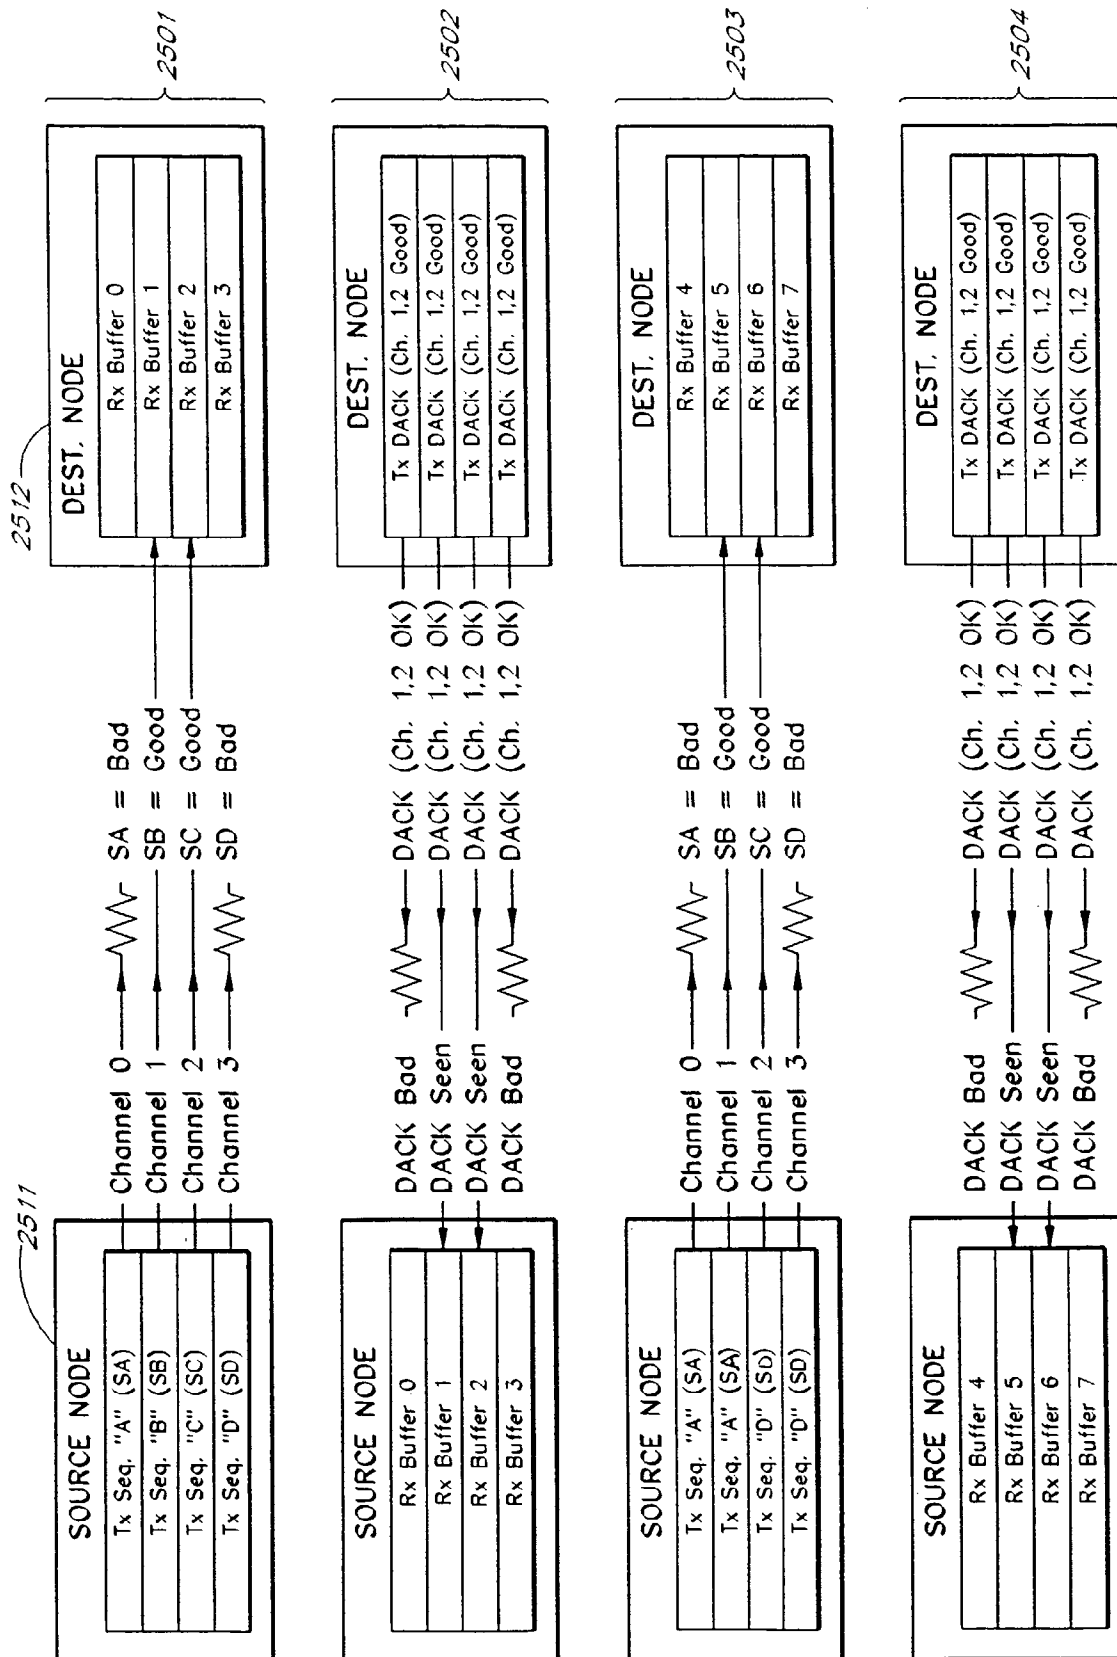 2511
SOURCE NODE
Tx Seq. "A" (SA)
Tx Seq. "B" (SB)
Tx Seq. "C" (SC)
Tx Seq. "D" (SD)
Channel 0
Channel 1
Channel 2
Channel 3
SA = Bad
SB = Good
SC = Good
SD = Bad
2512
DEST. NODE
Rx Buffer 0
Rx Buffer 1
Rx Buffer 2
Rx Buffer 3
2501
SOURCE NODE
Rx Buffer 0
Rx Buffer 1
Rx Buffer 2
Rx Buffer 3
DACK Bad
DACK Seen
DACK Seen
DACK Bad
DACK (Ch. 1,2 OK)
DACK (Ch. 1,2 OK)
DACK (Ch. 1,2 OK)
DACK (Ch. 1,2 OK)
DEST. NODE
Tx DACK (Ch. 1,2 Good)
Tx DACK (Ch. 1,2 Good)
Tx DACK (Ch. 1,2 Good)
Tx DACK (Ch. 1,2 Good)
2502
SOURCE NODE
Tx Seq. "A" (SA)
Tx Seq. "A" (SA)
Tx Seq. "D" (SD)
Tx Seq. "D" (SD)
Channel 0
Channel 1
Channel 2
Channel 3
SA = Bad
SB = Good
SC = Good
SD = Bad
DEST. NODE
Rx Buffer 4
Rx Buffer 5
Rx Buffer 6
Rx Buffer 7
2503
SOURCE NODE
Rx Buffer 4
Rx Buffer 5
Rx Buffer 6
Rx Buffer 7
DACK Bad
DACK Seen
DACK Seen
DACK Bad
DACK (Ch. 1,2 OK)
DACK (Ch. 1,2 OK)
DACK (Ch. 1,2 OK)
DACK (Ch. 1,2 OK)
DEST. NODE
Tx DACK (Ch. 1,2 Good)
Tx DACK (Ch. 1,2 Good)
Tx DACK (Ch. 1,2 Good)
Tx DACK (Ch. 1,2 Good)
2504